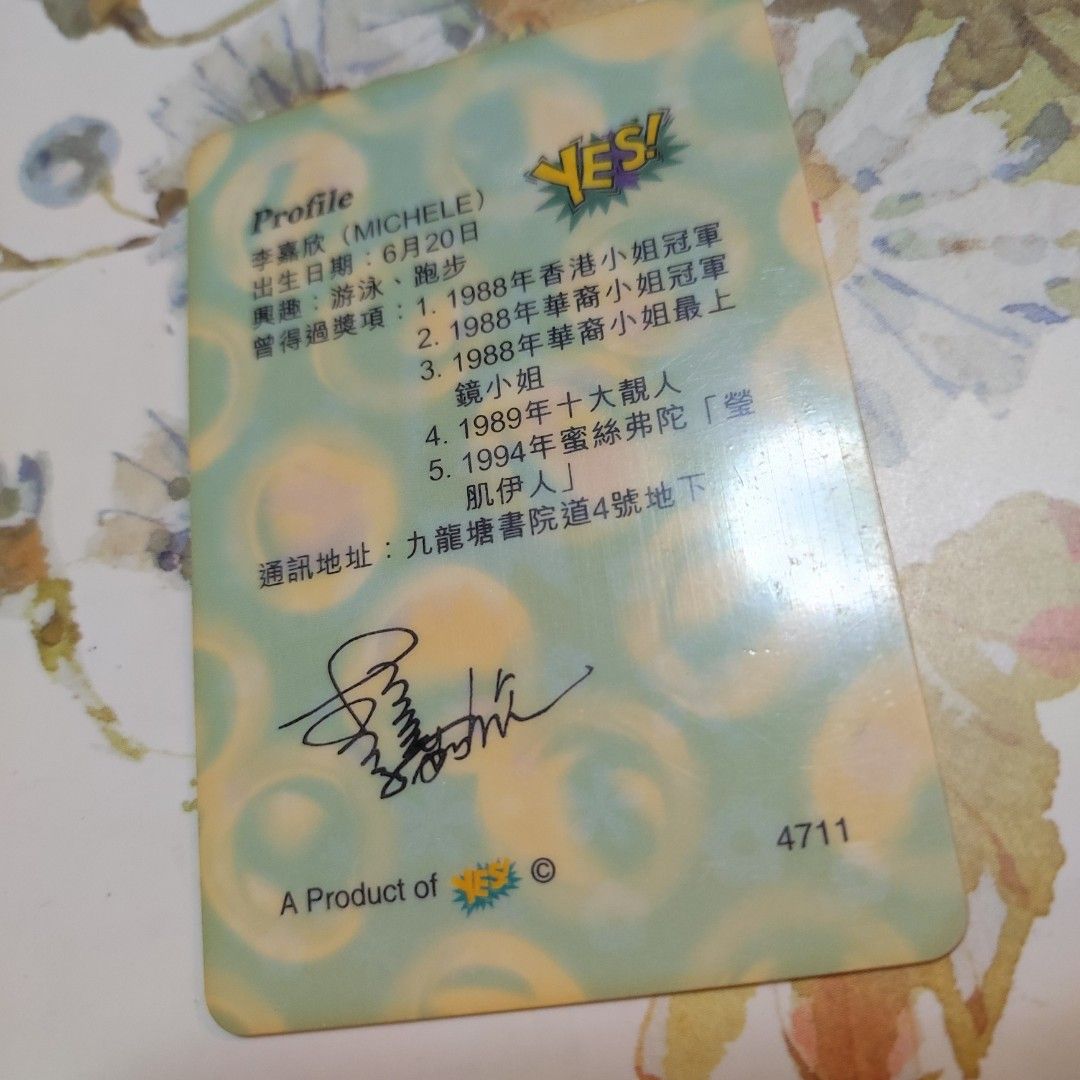 YES!
Profile
李嘉欣（MICHELE）
出生日期：6月20日
興趣：游泳、跑步
曾得過獎項：1. 1988年香港小姐冠軍
2. 1988年華裔小姐冠軍
3. 1988年華裔小姐最上
鏡小姐
4. 1989年十大靚人
5. 1994年蜜絲弗陀「瑩
肌伊人」
通訊地址：九龍塘書院道4號地下
李嘉欣
4711
A Product of YES! ©